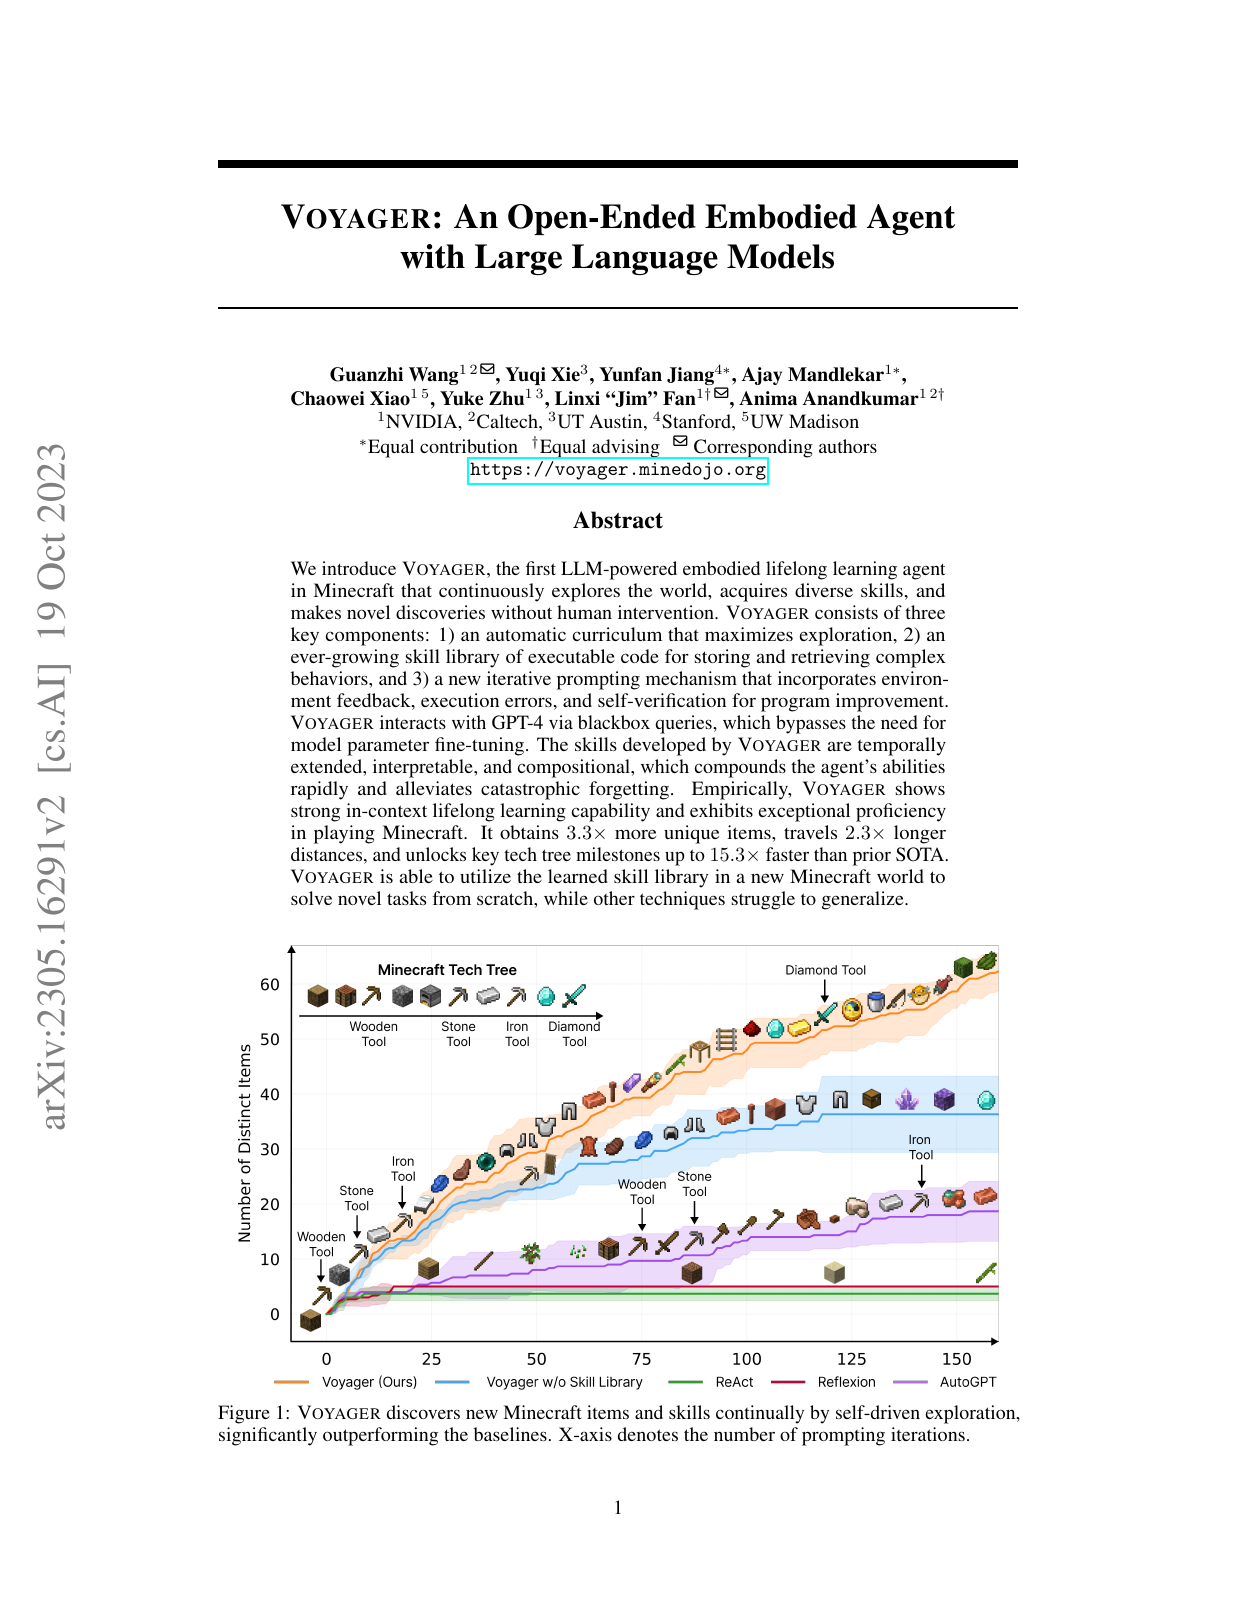 arXiv:2305.16291v2 [cs.AI] 19 Oct 2023
VOYAGER: An Open-Ended Embodied Agent
with Large Language Models
Guanzhi Wang1 2✉, Yuqi Xie3, Yunfan Jiang4∗, Ajay Mandlekar1∗,
Chaowei Xiao1 5, Yuke Zhu1 3, Linxi “Jim” Fan1†✉, Anima Anandkumar1 2†
1NVIDIA, 2Caltech, 3UT Austin, 4Stanford, 5UW Madison
∗Equal contribution †Equal advising ✉ Corresponding authors
https://voyager.minedojo.org
Abstract
We introduce VOYAGER, the first LLM-powered embodied lifelong learning agent
in Minecraft that continuously explores the world, acquires diverse skills, and
makes novel discoveries without human intervention. VOYAGER consists of three
key components: 1) an automatic curriculum that maximizes exploration, 2) an
ever-growing skill library of executable code for storing and retrieving complex
behaviors, and 3) a new iterative prompting mechanism that incorporates environ-
ment feedback, execution errors, and self-verification for program improvement.
VOYAGER interacts with GPT-4 via blackbox queries, which bypasses the need for
model parameter fine-tuning. The skills developed by VOYAGER are temporally
extended, interpretable, and compositional, which compounds the agent’s abilities
rapidly and alleviates catastrophic forgetting. Empirically, VOYAGER shows
strong in-context lifelong learning capability and exhibits exceptional proficiency
in playing Minecraft. It obtains 3.3× more unique items, travels 2.3× longer
distances, and unlocks key tech tree milestones up to 15.3× faster than prior SOTA.
VOYAGER is able to utilize the learned skill library in a new Minecraft world to
solve novel tasks from scratch, while other techniques struggle to generalize.
Minecraft Tech Tree
Wooden
Tool
Stone
Tool
Iron
Tool
Diamond
Tool
Diamond Tool
Iron
Tool
Stone
Tool
Wooden
Tool
Wooden
Tool
Stone
Tool
Iron
Tool
Number of Distinct Items
60
50
40
30
20
10
0
0 25 50 75 100 125 150
Voyager (Ours) Voyager w/o Skill Library ReAct Reflexion AutoGPT
Figure 1: VOYAGER discovers new Minecraft items and skills continually by self-driven exploration,
significantly outperforming the baselines. X-axis denotes the number of prompting iterations.
1